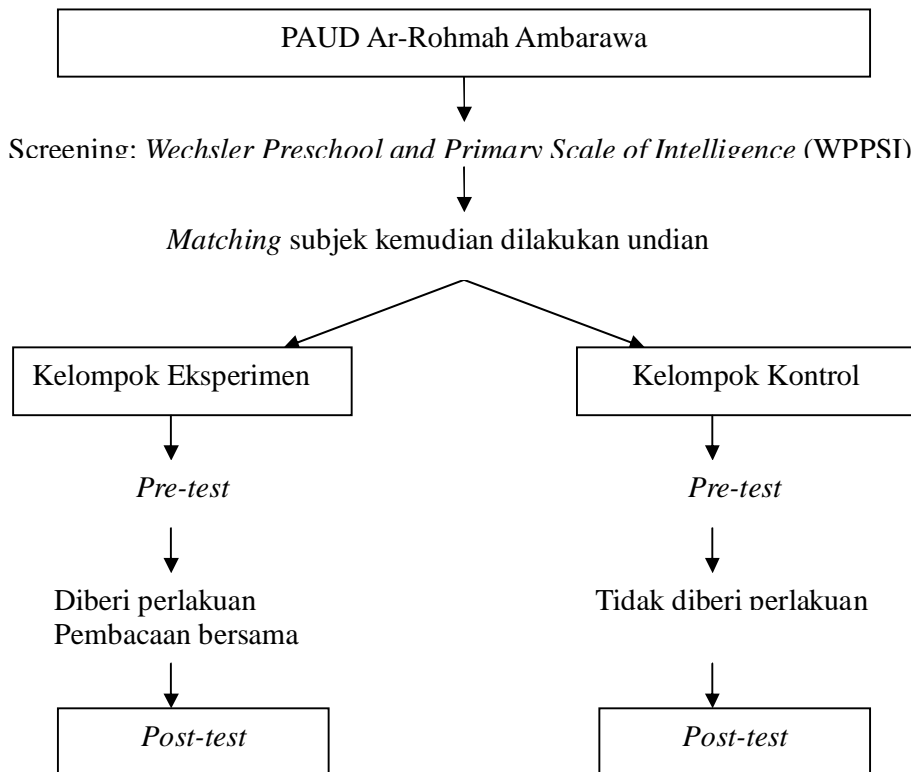 PAUD Ar-Rohmah Ambarawa
Screening: Wechsler Preschool and Primary Scale of Intelligence (WPPSI)
Matching subjek kemudian dilakukan undian
Kelompok Eksperimen
Kelompok Kontrol
Pre-test
Pre-test
Diberi perlakuan
Pembacaan bersama
Tidak diberi perlakuan
Post-test
Post-test